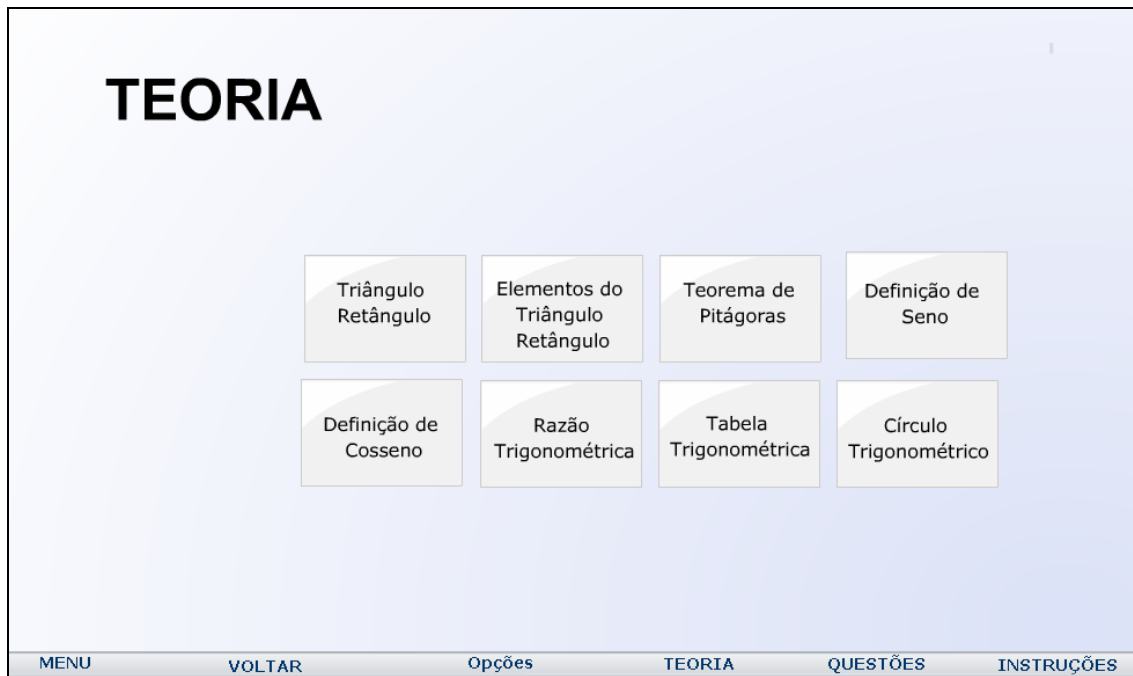 TEORIA
Triângulo
Retângulo
Elementos do
Triângulo
Retângulo
Teorema de
Pitágoras
Definição de
Seno
Definição de
Cosseno
Razão
Trigonométrica
Tabela
Trigonométrica
Círculo
Trigonométrico
MENU
VOLTAR
Opções
TEORIA
QUESTÕES
INSTRUÇÕES